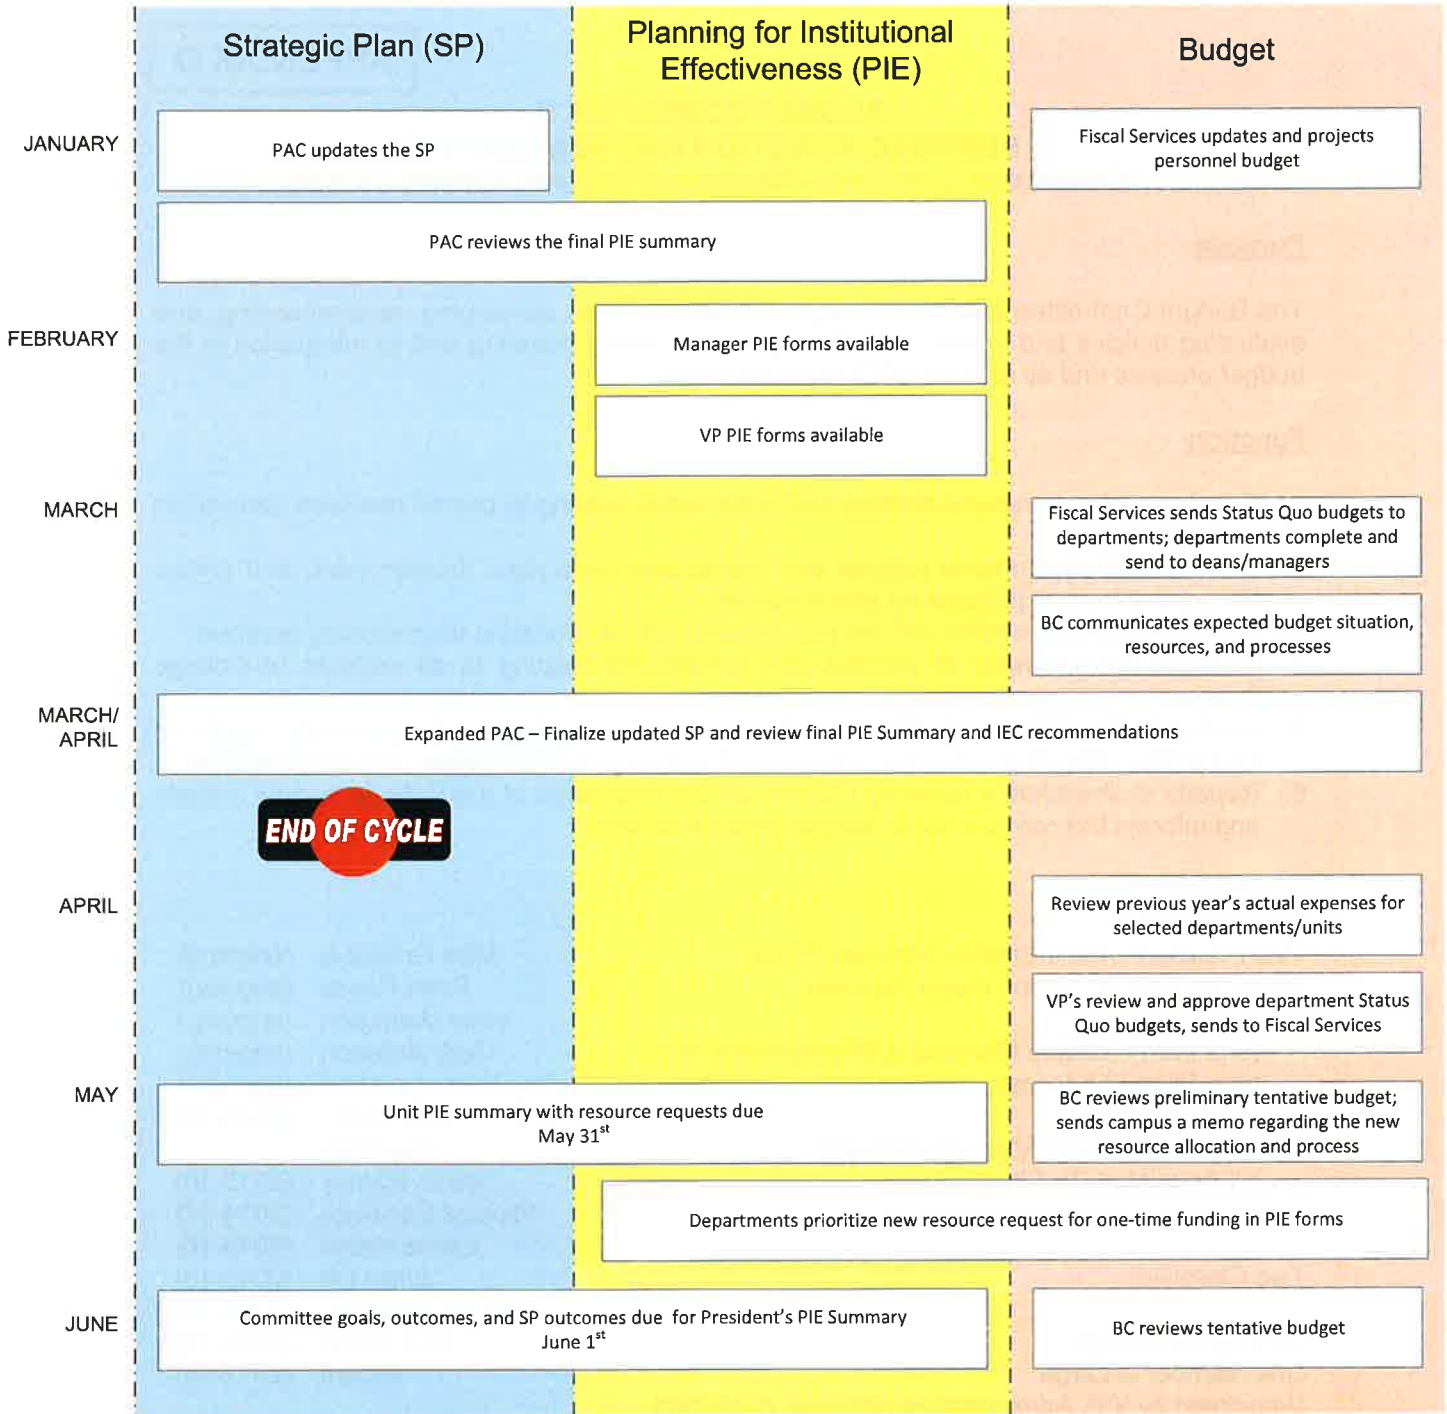 Strategic Plan (SP)
Planning for Institutional
Effectiveness (PIE)
Budget
JANUARY
PAC updates the SP
Fiscal Services updates and projects
personnel budget
PAC reviews the final PIE summary
FEBRUARY
Manager PIE forms available
VP PIE forms available
MARCH
Fiscal Services sends Status Quo budgets to
departments; departments complete and
send to deans/managers
BC communicates expected budget situation,
resources, and processes
MARCH/
APRIL
Expanded PAC – Finalize updated SP and review final PIE Summary and IEC recommendations
END OF CYCLE
APRIL
Review previous year's actual expenses for
selected departments/units
VP's review and approve department Status
Quo budgets, sends to Fiscal Services
MAY
Unit PIE summary with resource requests due
May 31st
BC reviews preliminary tentative budget;
sends campus a memo regarding the new
resource allocation and process
Departments prioritize new resource request for one-time funding in PIE forms
JUNE
Committee goals, outcomes, and SP outcomes due for President's PIE Summary
June 1st
BC reviews tentative budget